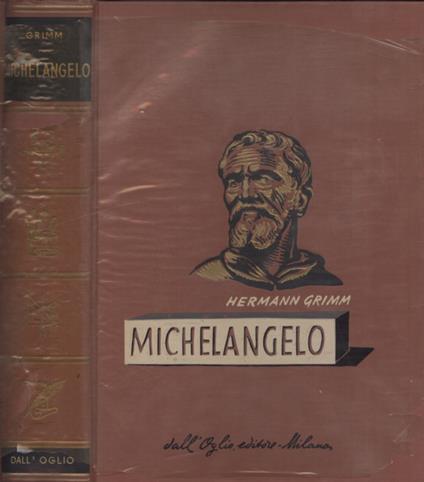 GRIMM
MICHELANGELO
DALL' OGLIO
HERMANN GRIMM
MICHELANGELO
dall'Oglio, editore - Milano